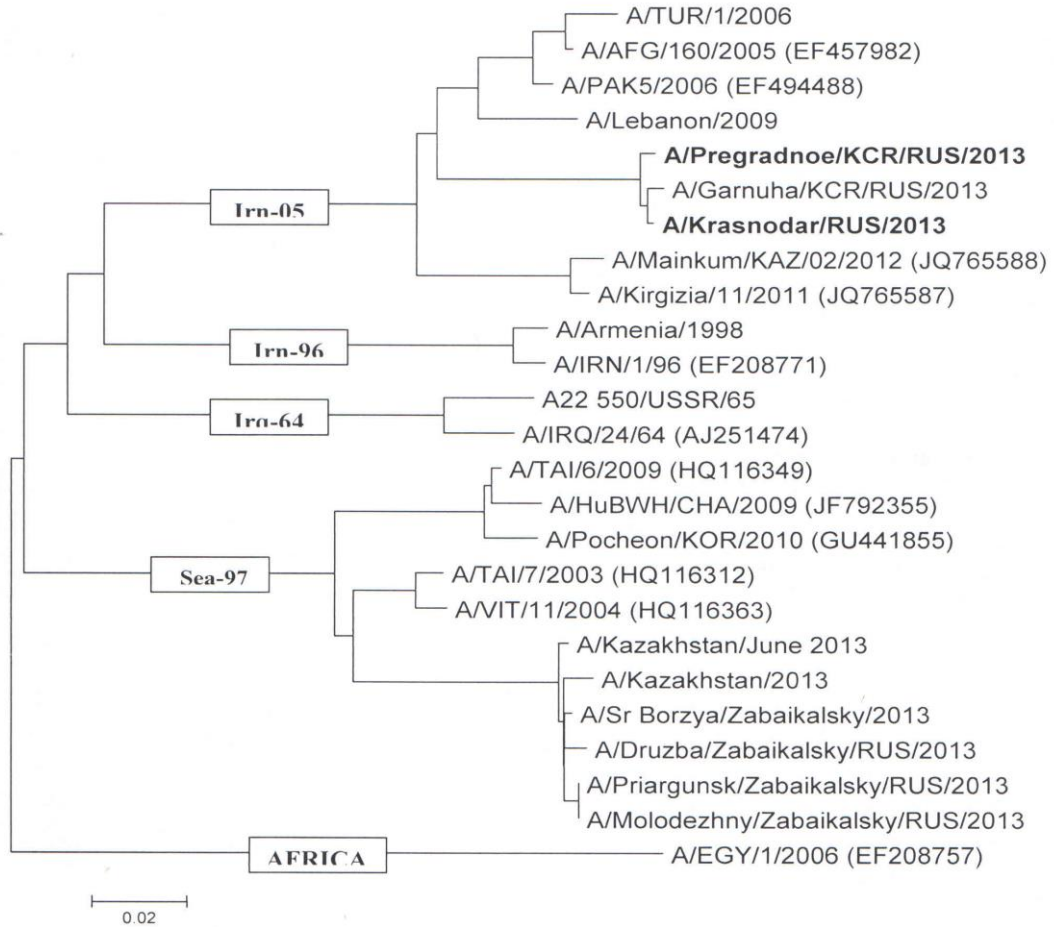 A/TUR/1/2006
A/AFG/160/2005 (EF457982)
A/PAK5/2006 (EF494488)
A/Lebanon/2009
A/Pregradnoe/KCR/RUS/2013
A/Garnuha/KCR/RUS/2013
Irn-05
A/Krasnodar/RUS/2013
A/Mainkum/KAZ/02/2012 (JQ765588)
A/Kirgizia/11/2011 (JQ765587)
A/Armenia/1998
Irn-96
A/IRN/1/96 (EF208771)
A22 550/USSR/65
Irq-64
A/IRQ/24/64 (AJ251474)
A/TAI/6/2009 (HQ116349)
A/HuBWH/CHA/2009 (JF792355)
A/Pocheon/KOR/2010 (GU441855)
Sea-97
A/TAI/7/2003 (HQ116312)
A/VIT/11/2004 (HQ116363)
A/Kazakhstan/June 2013
A/Kazakhstan/2013
A/Sr Borzya/Zabaikalsky/2013
A/Druzba/Zabaikalsky/RUS/2013
A/Priargunsk/Zabaikalsky/RUS/2013
A/Molodezhny/Zabaikalsky/RUS/2013
AFRICA
A/EGY/1/2006 (EF208757)
0.02